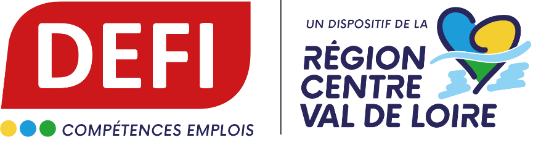 DEFI
COMPÉTENCES EMPLOIS
UN DISPOSITIF DE LA
RÉGION
CENTRE
VAL DE LOIRE